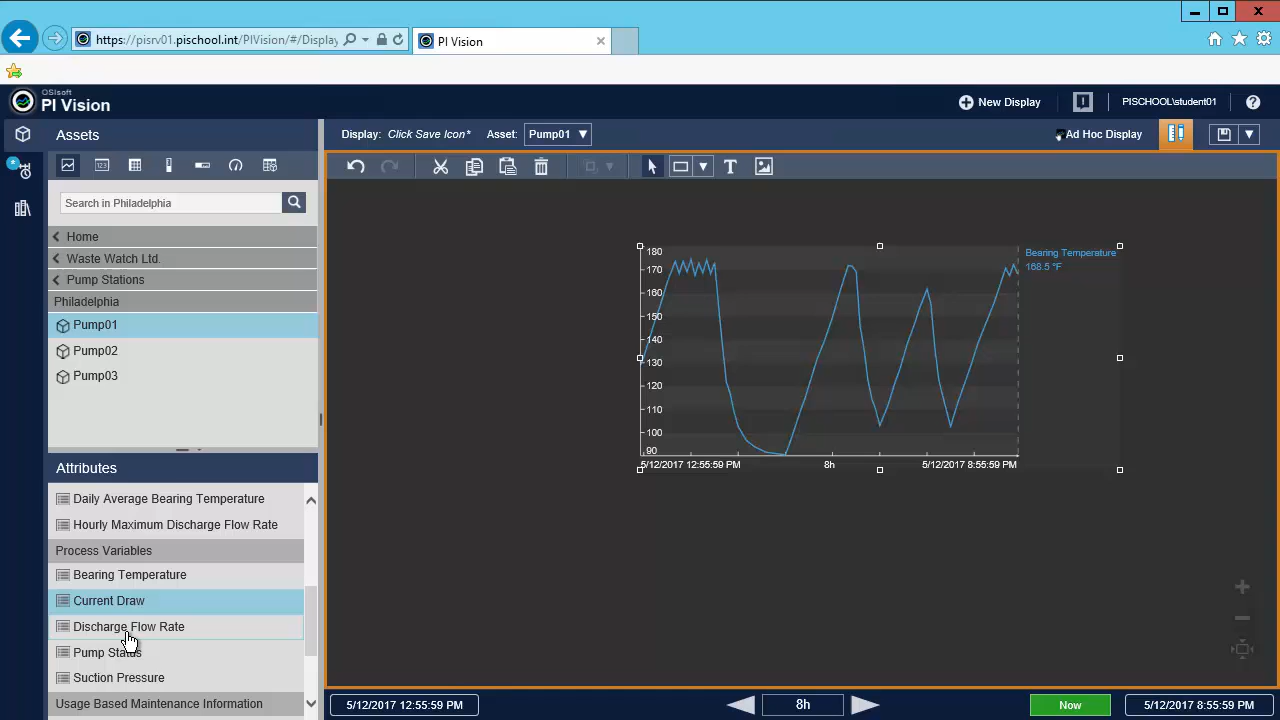 https://pisrv01.pischool.int/PIVision/#/Displa
PI Vision
OSIsoft
PI Vision
New Display
PISCHOOL\student01
Assets
Display: Click Save Icon*
Asset: Pump01
Ad Hoc Display
Search in Philadelphia
Home
Waste Watch Ltd.
Pump Stations
Philadelphia
Pump01
Pump02
Pump03
180
170
160
150
140
130
120
110
100
90
Bearing Temperature
168.5 °F
5/12/2017 12:55:59 PM
8h
5/12/2017 8:55:59 PM
Attributes
Daily Average Bearing Temperature
Hourly Maximum Discharge Flow Rate
Process Variables
Bearing Temperature
Current Draw
Discharge Flow Rate
Pump Status
Suction Pressure
Usage Based Maintenance Information
5/12/2017 12:55:59 PM
8h
Now
5/12/2017 8:55:59 PM